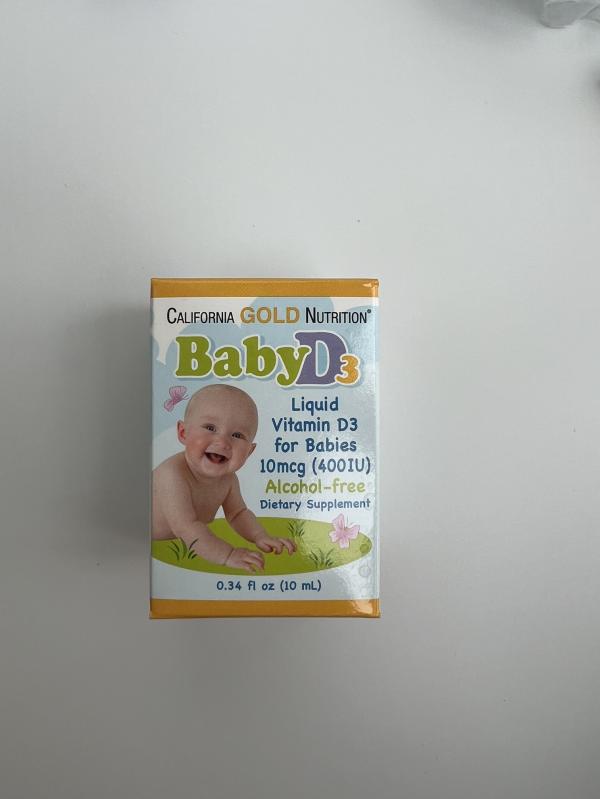 CALIFORNIA GOLD NUTRITION®
BabyD3
Liquid
Vitamin D3
for Babies
10mcg (400IU)
Alcohol-free
Dietary Supplement
0.34 fl oz (10 mL)